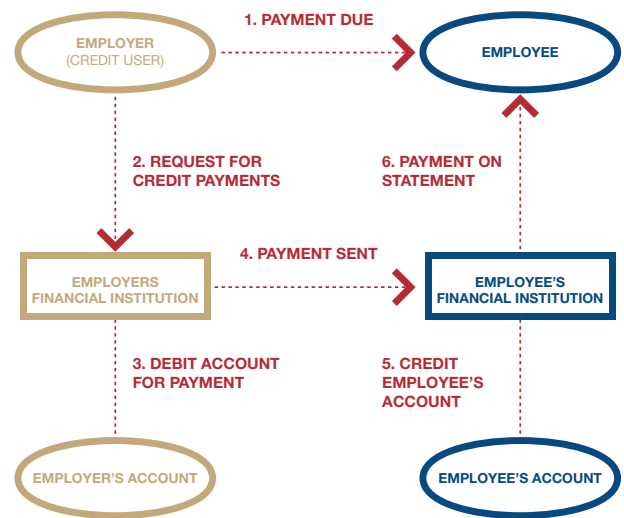 1. PAYMENT DUE
EMPLOYER
(CREDIT USER)
EMPLOYEE
2. REQUEST FOR
CREDIT PAYMENTS
6. PAYMENT ON
STATEMENT
4. PAYMENT SENT
EMPLOYERS
FINANCIAL INSTITUTION
EMPLOYEE'S
FINANCIAL INSTITUTION
3. DEBIT ACCOUNT
FOR PAYMENT
5. CREDIT
EMPLOYEE'S
ACCOUNT
EMPLOYER'S ACCOUNT
EMPLOYEE'S ACCOUNT